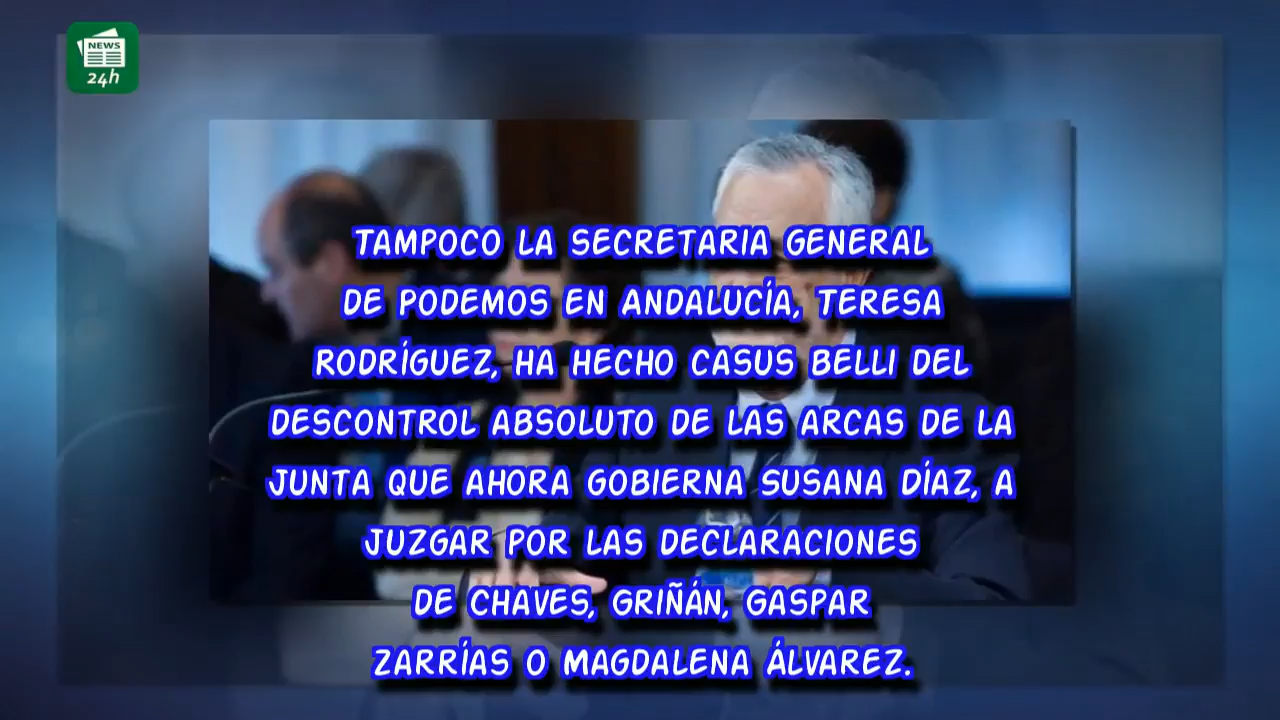 NEWS
24h
TAMPOCO LA SECRETARIA GENERAL
DE PODEMOS EN ANDALUCÍA, TERESA
RODRÍGUEZ, HA HECHO CASUS BELLI DEL
DESCONTROL ABSOLUTO DE LAS ARCAS DE LA
JUNTA QUE AHORA GOBIERNA SUSANA DÍAZ, A
JUZGAR POR LAS DECLARACIONES
DE CHAVES, GRIÑÁN, GASPAR
ZARRÍAS O MAGDALENA ÁLVAREZ.